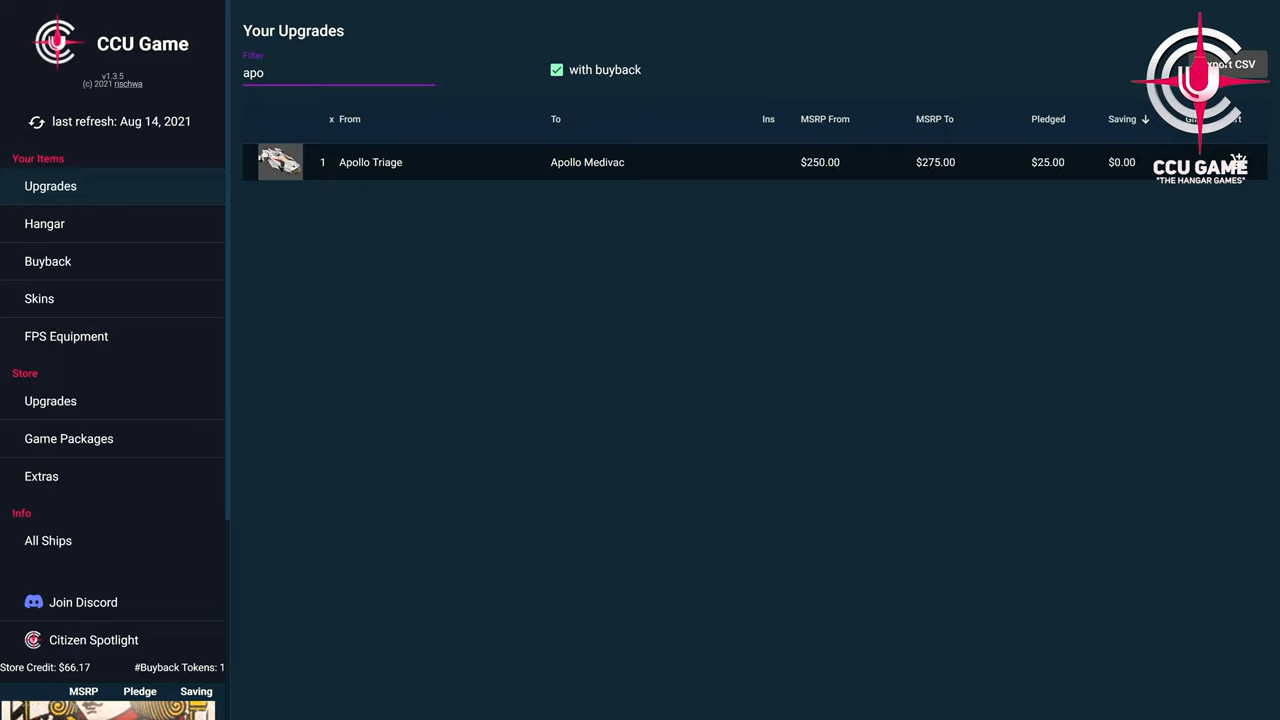 CCU Game
v1.3.5
(c) 2021 rischwa
last refresh: Aug 14, 2021
Your Items
Upgrades
Hangar
Buyback
Skins
FPS Equipment
Store
Upgrades
Game Packages
Extras
Info
All Ships
Join Discord
Citizen Spotlight
Store Credit: $66.17 #Buyback Tokens: 1
MSRP Pledge Saving
Your Upgrades
Filter
apo
with buyback
CSV
x From To Ins MSRP From MSRP To Pledged Saving
1 Apollo Triage Apollo Medivac $250.00 $275.00 $25.00 $0.00
CCU GAME
"THE HANGAR GAMES"